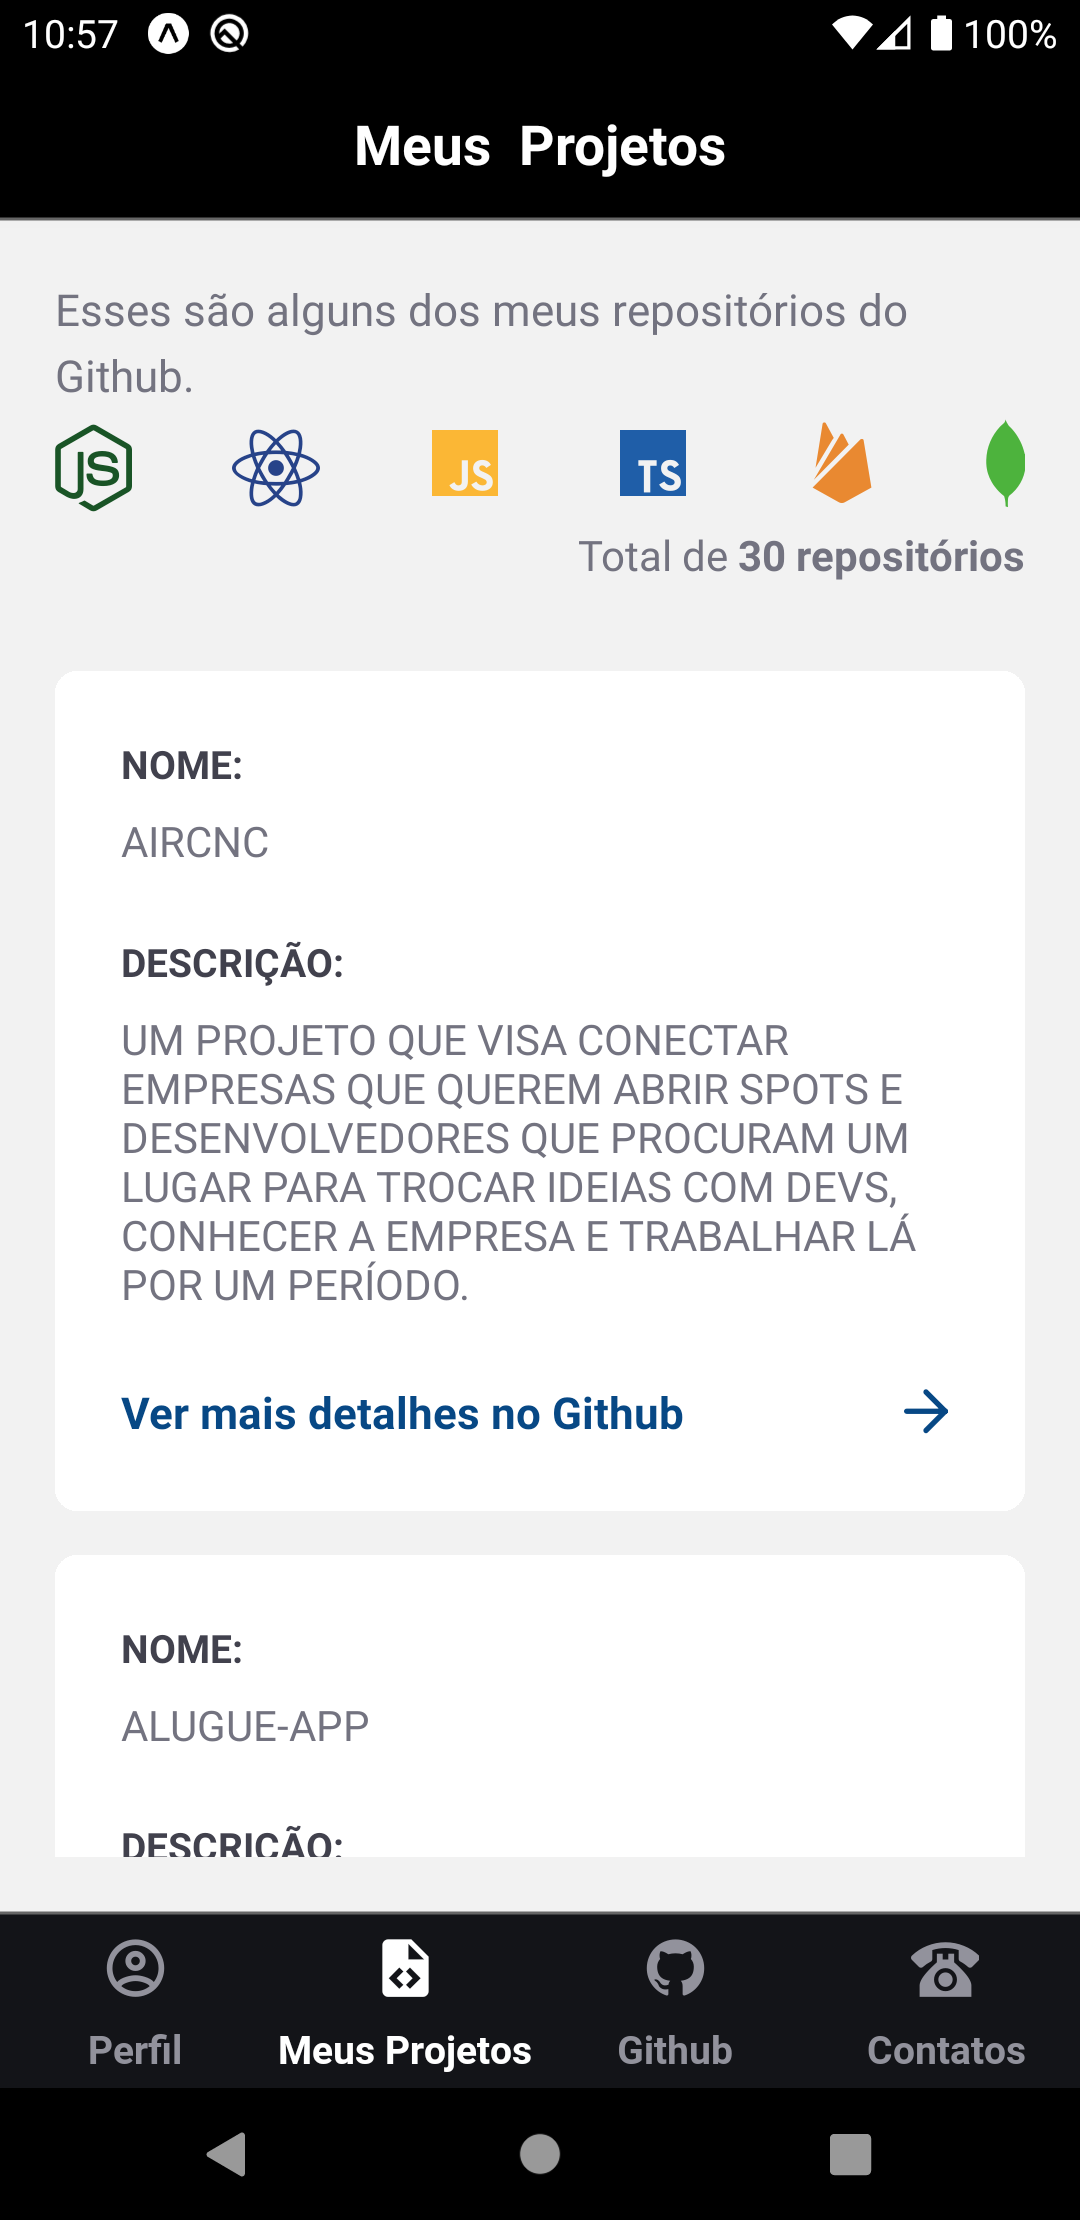 10:57
100%
Meus Projetos
Esses são alguns dos meus repositórios do
Github.
JS
JS
TS
Total de 30 repositórios
NOME:
AIRCNC
DESCRIÇÃO:
UM PROJETO QUE VISA CONECTAR
EMPRESAS QUE QUEREM ABRIR SPOTS E
DESENVOLVEDORES QUE PROCURAM UM
LUGAR PARA TROCAR IDEIAS COM DEVS,
CONHECER A EMPRESA E TRABALHAR LÁ
POR UM PERÍODO.
Ver mais detalhes no Github
NOME:
ALUGUE-APP
DESCRIÇÃO:
Perfil
Meus Projetos
Github
Contatos